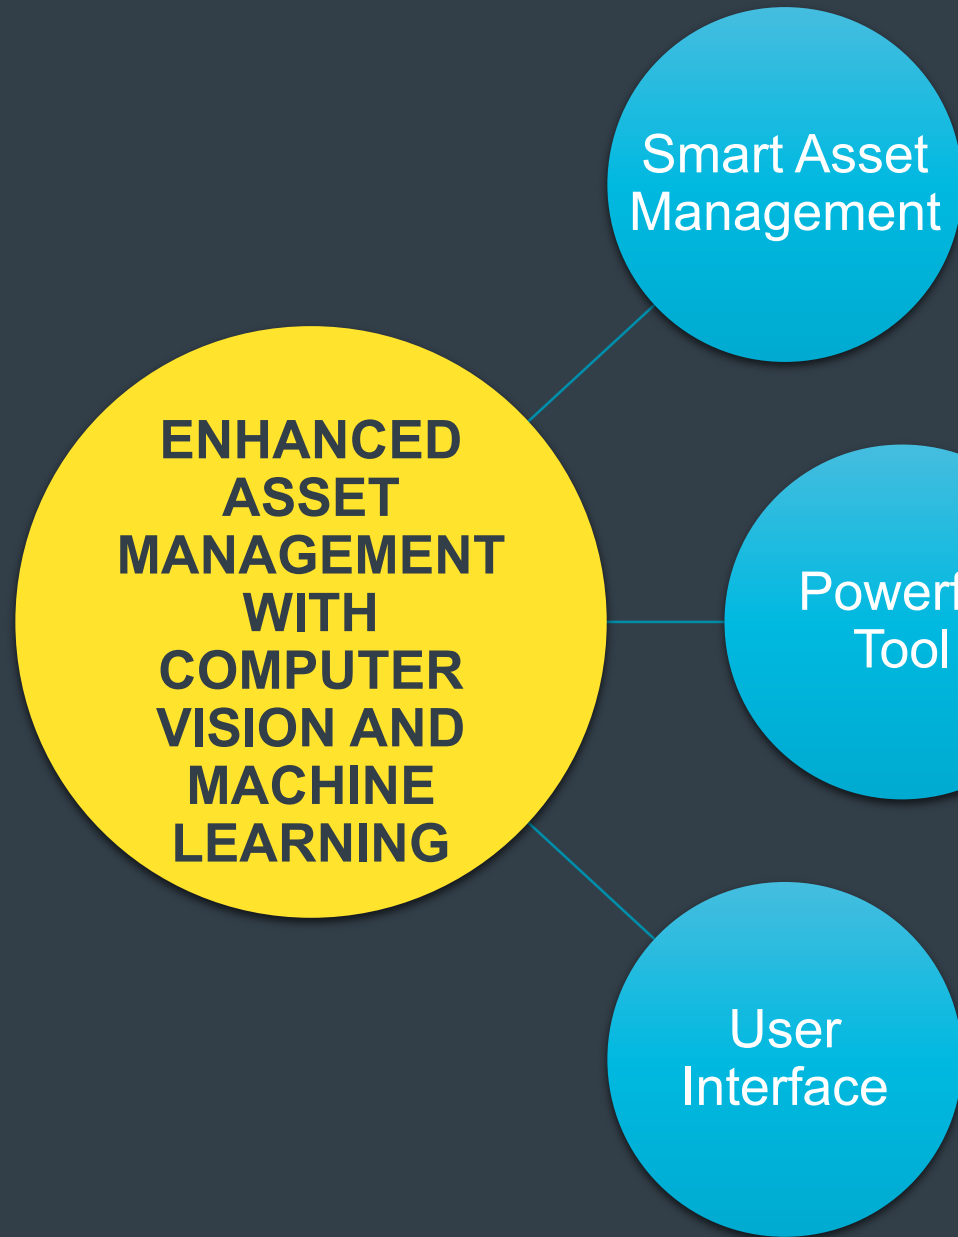 Smart Asset
Management
ENHANCED
ASSET
MANAGEMENT
WITH
COMPUTER
VISION AND
MACHINE
LEARNING
Tool
User
Interface